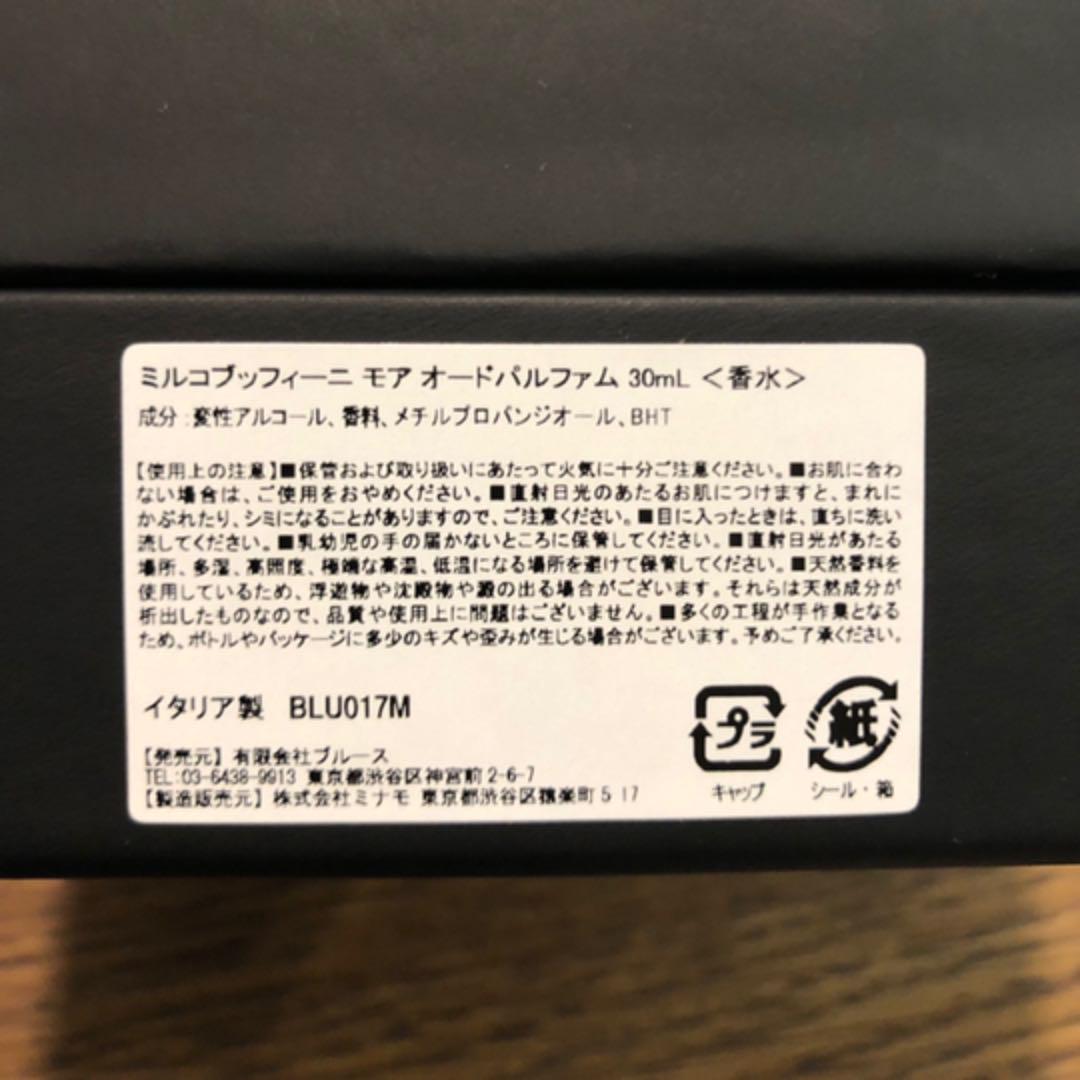 ミルコブッフィーニ モア オードパルファム 30mL ＜香水＞
成分：変性アルコール、香料、メチルプロパンジオール、BHT
【使用上の注意】■保管および取り扱いにあたって火気に十分ご注意ください。■お肌に合わ
ない場合は、ご使用をおやめください。■直射日光のあたるお肌につけますと、まれに
かぶれたり、シミになることがありますので、ご注意ください。■目に入ったときは、直ちに洗い
流してください。■乳幼児の手の届かないところに保管してください。■直射日光があたる
場所、多湿、高照度、極端な高温、低温になる場所を避けて保管してください。■天然香料を
使用しているため、浮遊物や沈殿物や澱の出る場合がございます。それらは天然成分が
析出したものなので、品質や使用上に問題はございません。■多くの工程が手作業となる
ため、ボトルやパッケージに多少のキズや歪みが生じる場合がございます。予めご了承ください。
イタリア製 BLU017M
プラ
紙
キャップ
シール・箱
【発売元】有限会社ブルース
TEL:03-6438-9913 東京都渋谷区神宮前2-6-7
【製造販売元】株式会社ミナモ 東京都渋谷区鶯楽町5 17